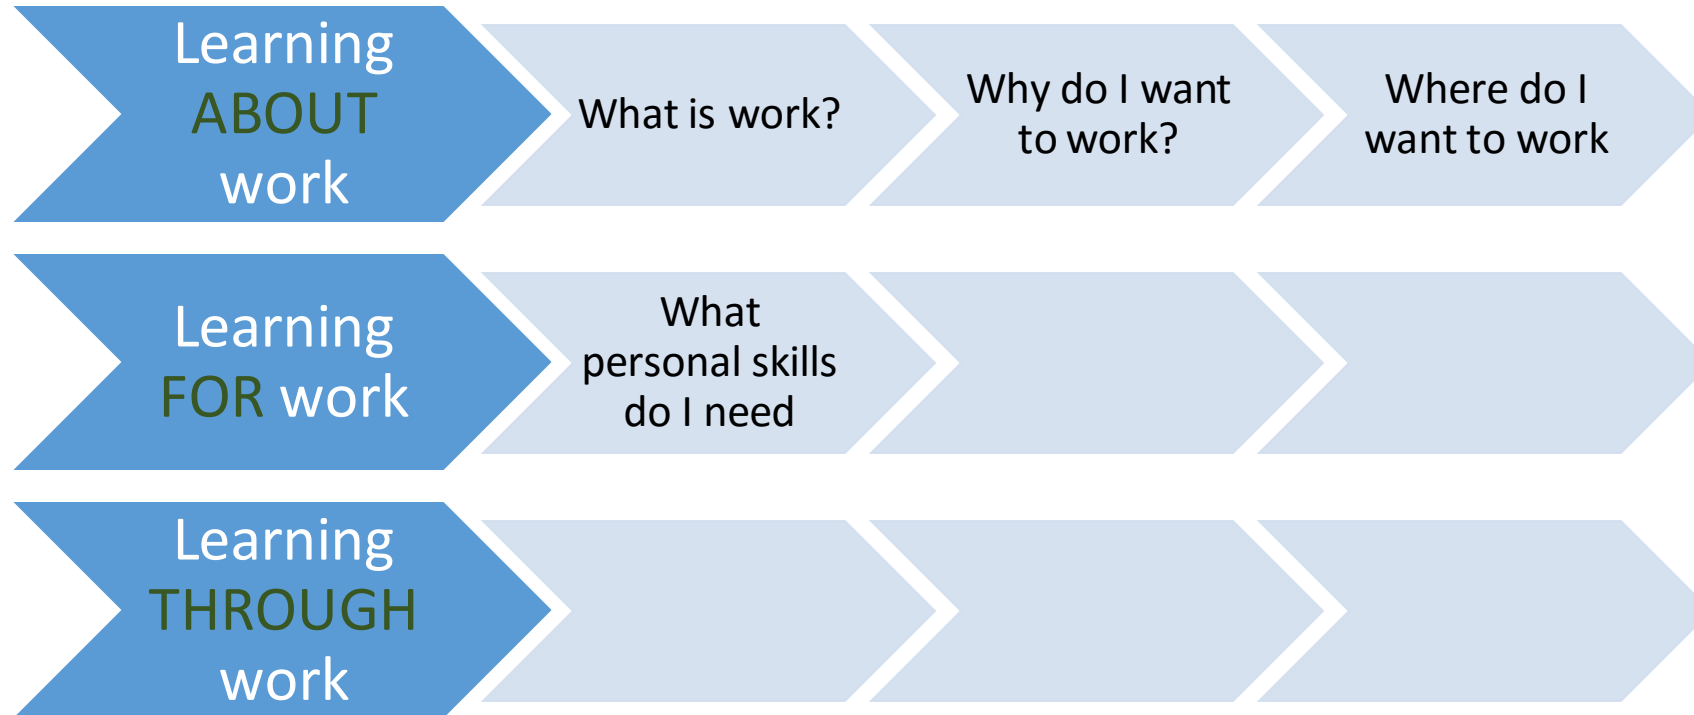 Learning
ABOUT
work
What is work?
Why do I want
to work?
Where do I
want to work
Learning
FOR work
What
personal skills
do I need
Learning
THROUGH
work